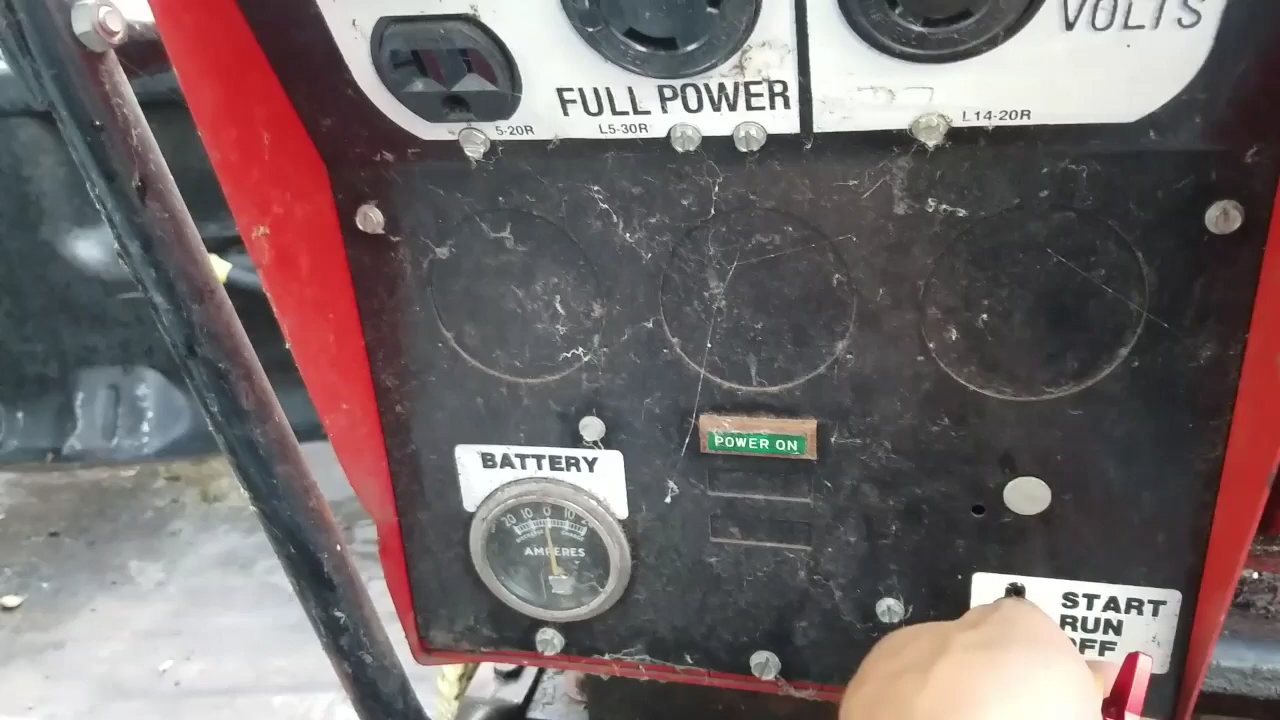 VOLTS
FULL POWER
5-20R
L5-30R
L14-20R
POWER ON
BATTERY
20 10 0 10
AMPERES
START
RUN